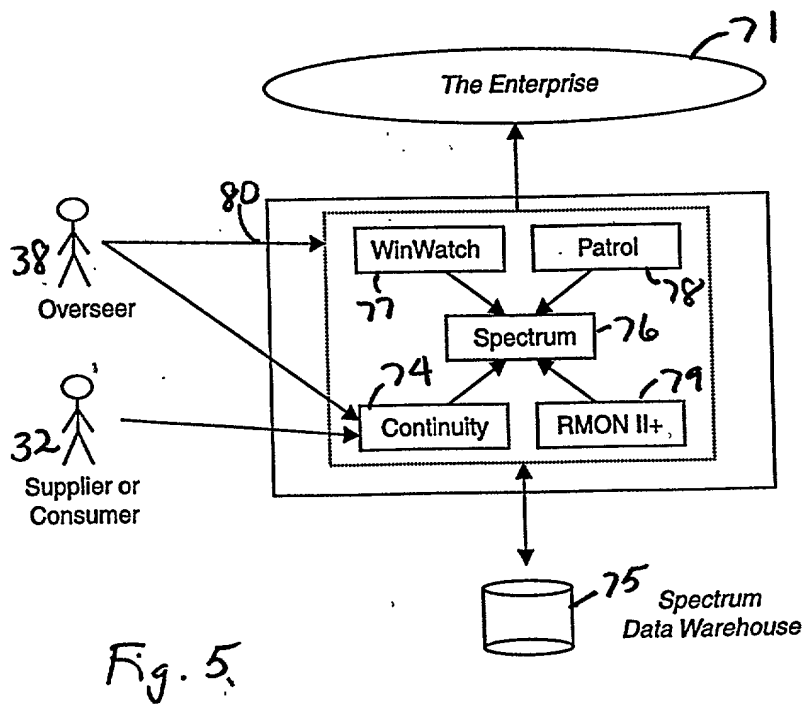 71
The Enterprise
80
WinWatch
Patrol
38
77
78
Overseer
Spectrum
76
74
79
Continuity
RMON II+
32
Supplier or
Consumer
75
Spectrum
Data Warehouse
Fig. 5